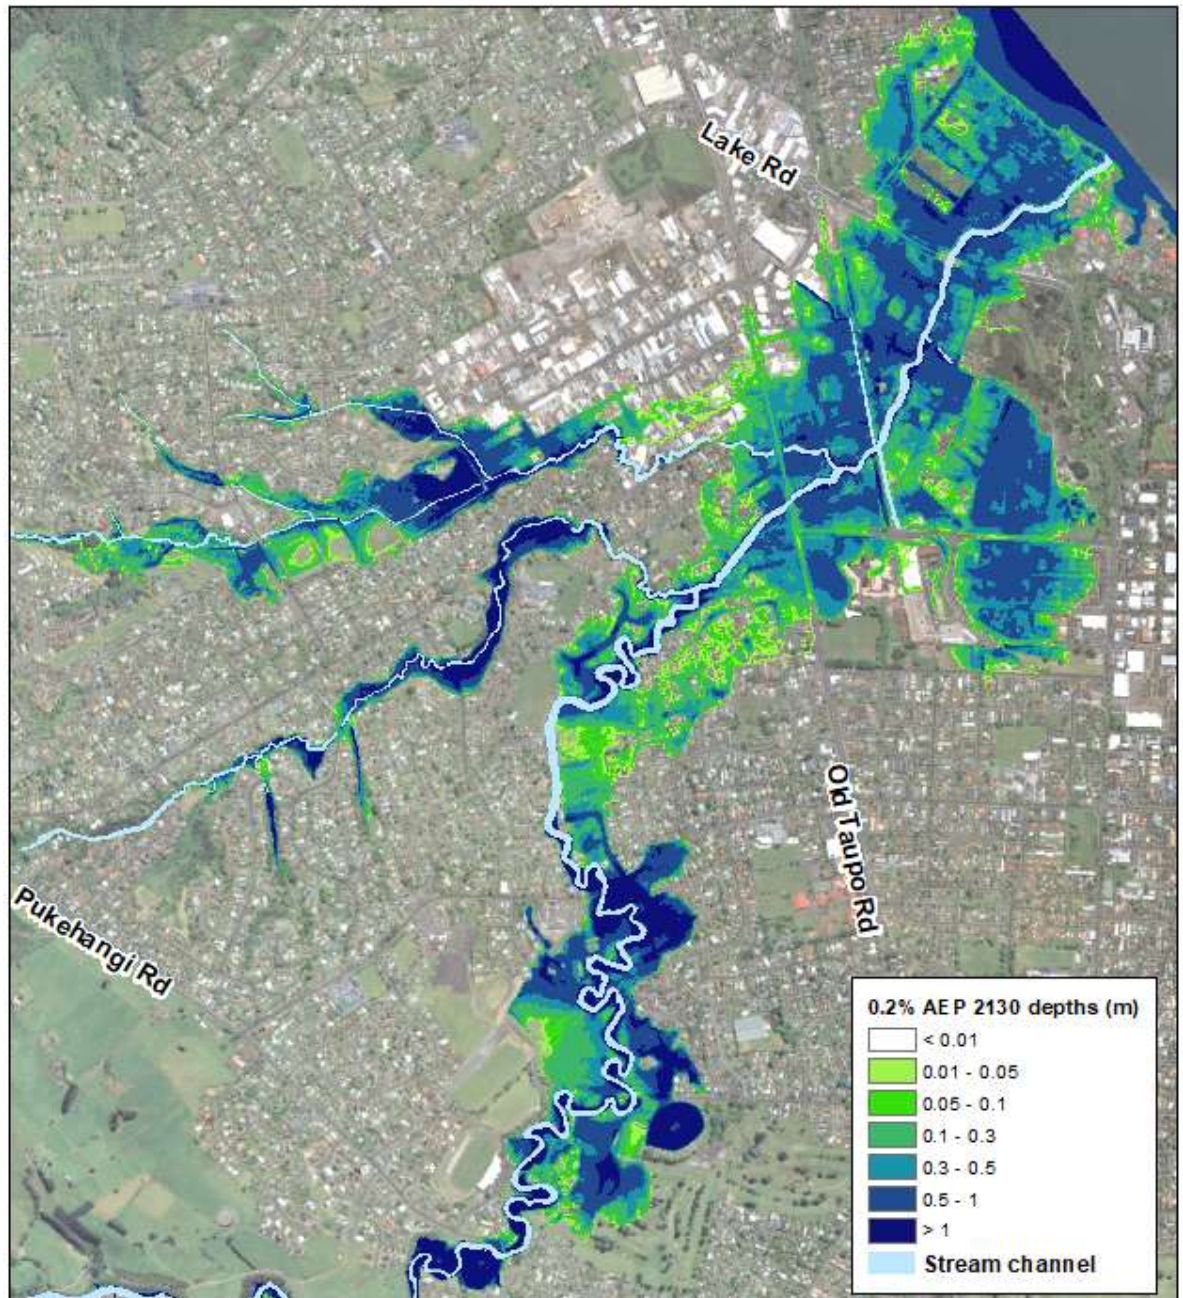 Lake Rd
Old Taupo Rd
Pukehangi Rd
0.2% AEP 2130 depths (m)
< 0.01
0.01 - 0.05
0.05 - 0.1
0.1 - 0.3
0.3 - 0.5
0.5 - 1
> 1
Stream channel